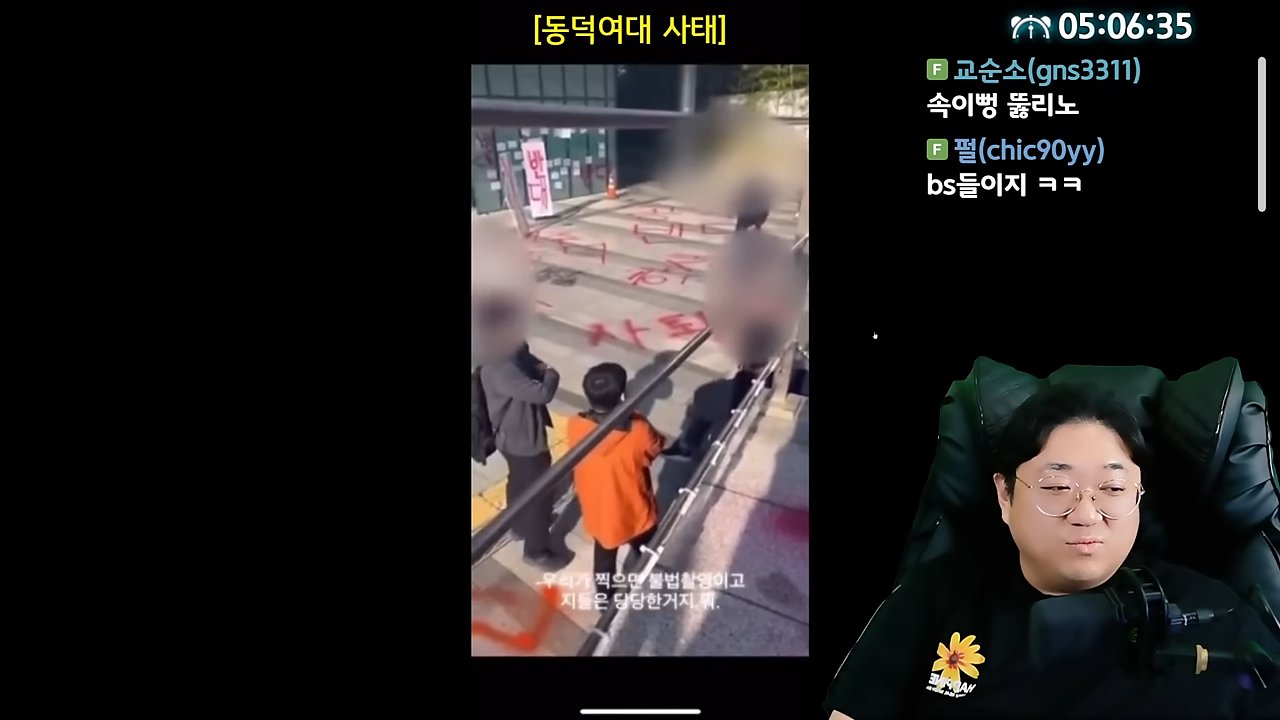 [동덕여대 사태]
05:06:35
F 교순소(gns3311)
속이뻥 뚫리노
F 펄(chic90yy)
bs들이지 ㅋㅋ
반대
사퇴
-우리가 찍으면 불법촬영이고
지들은 당당한거지 뭐.